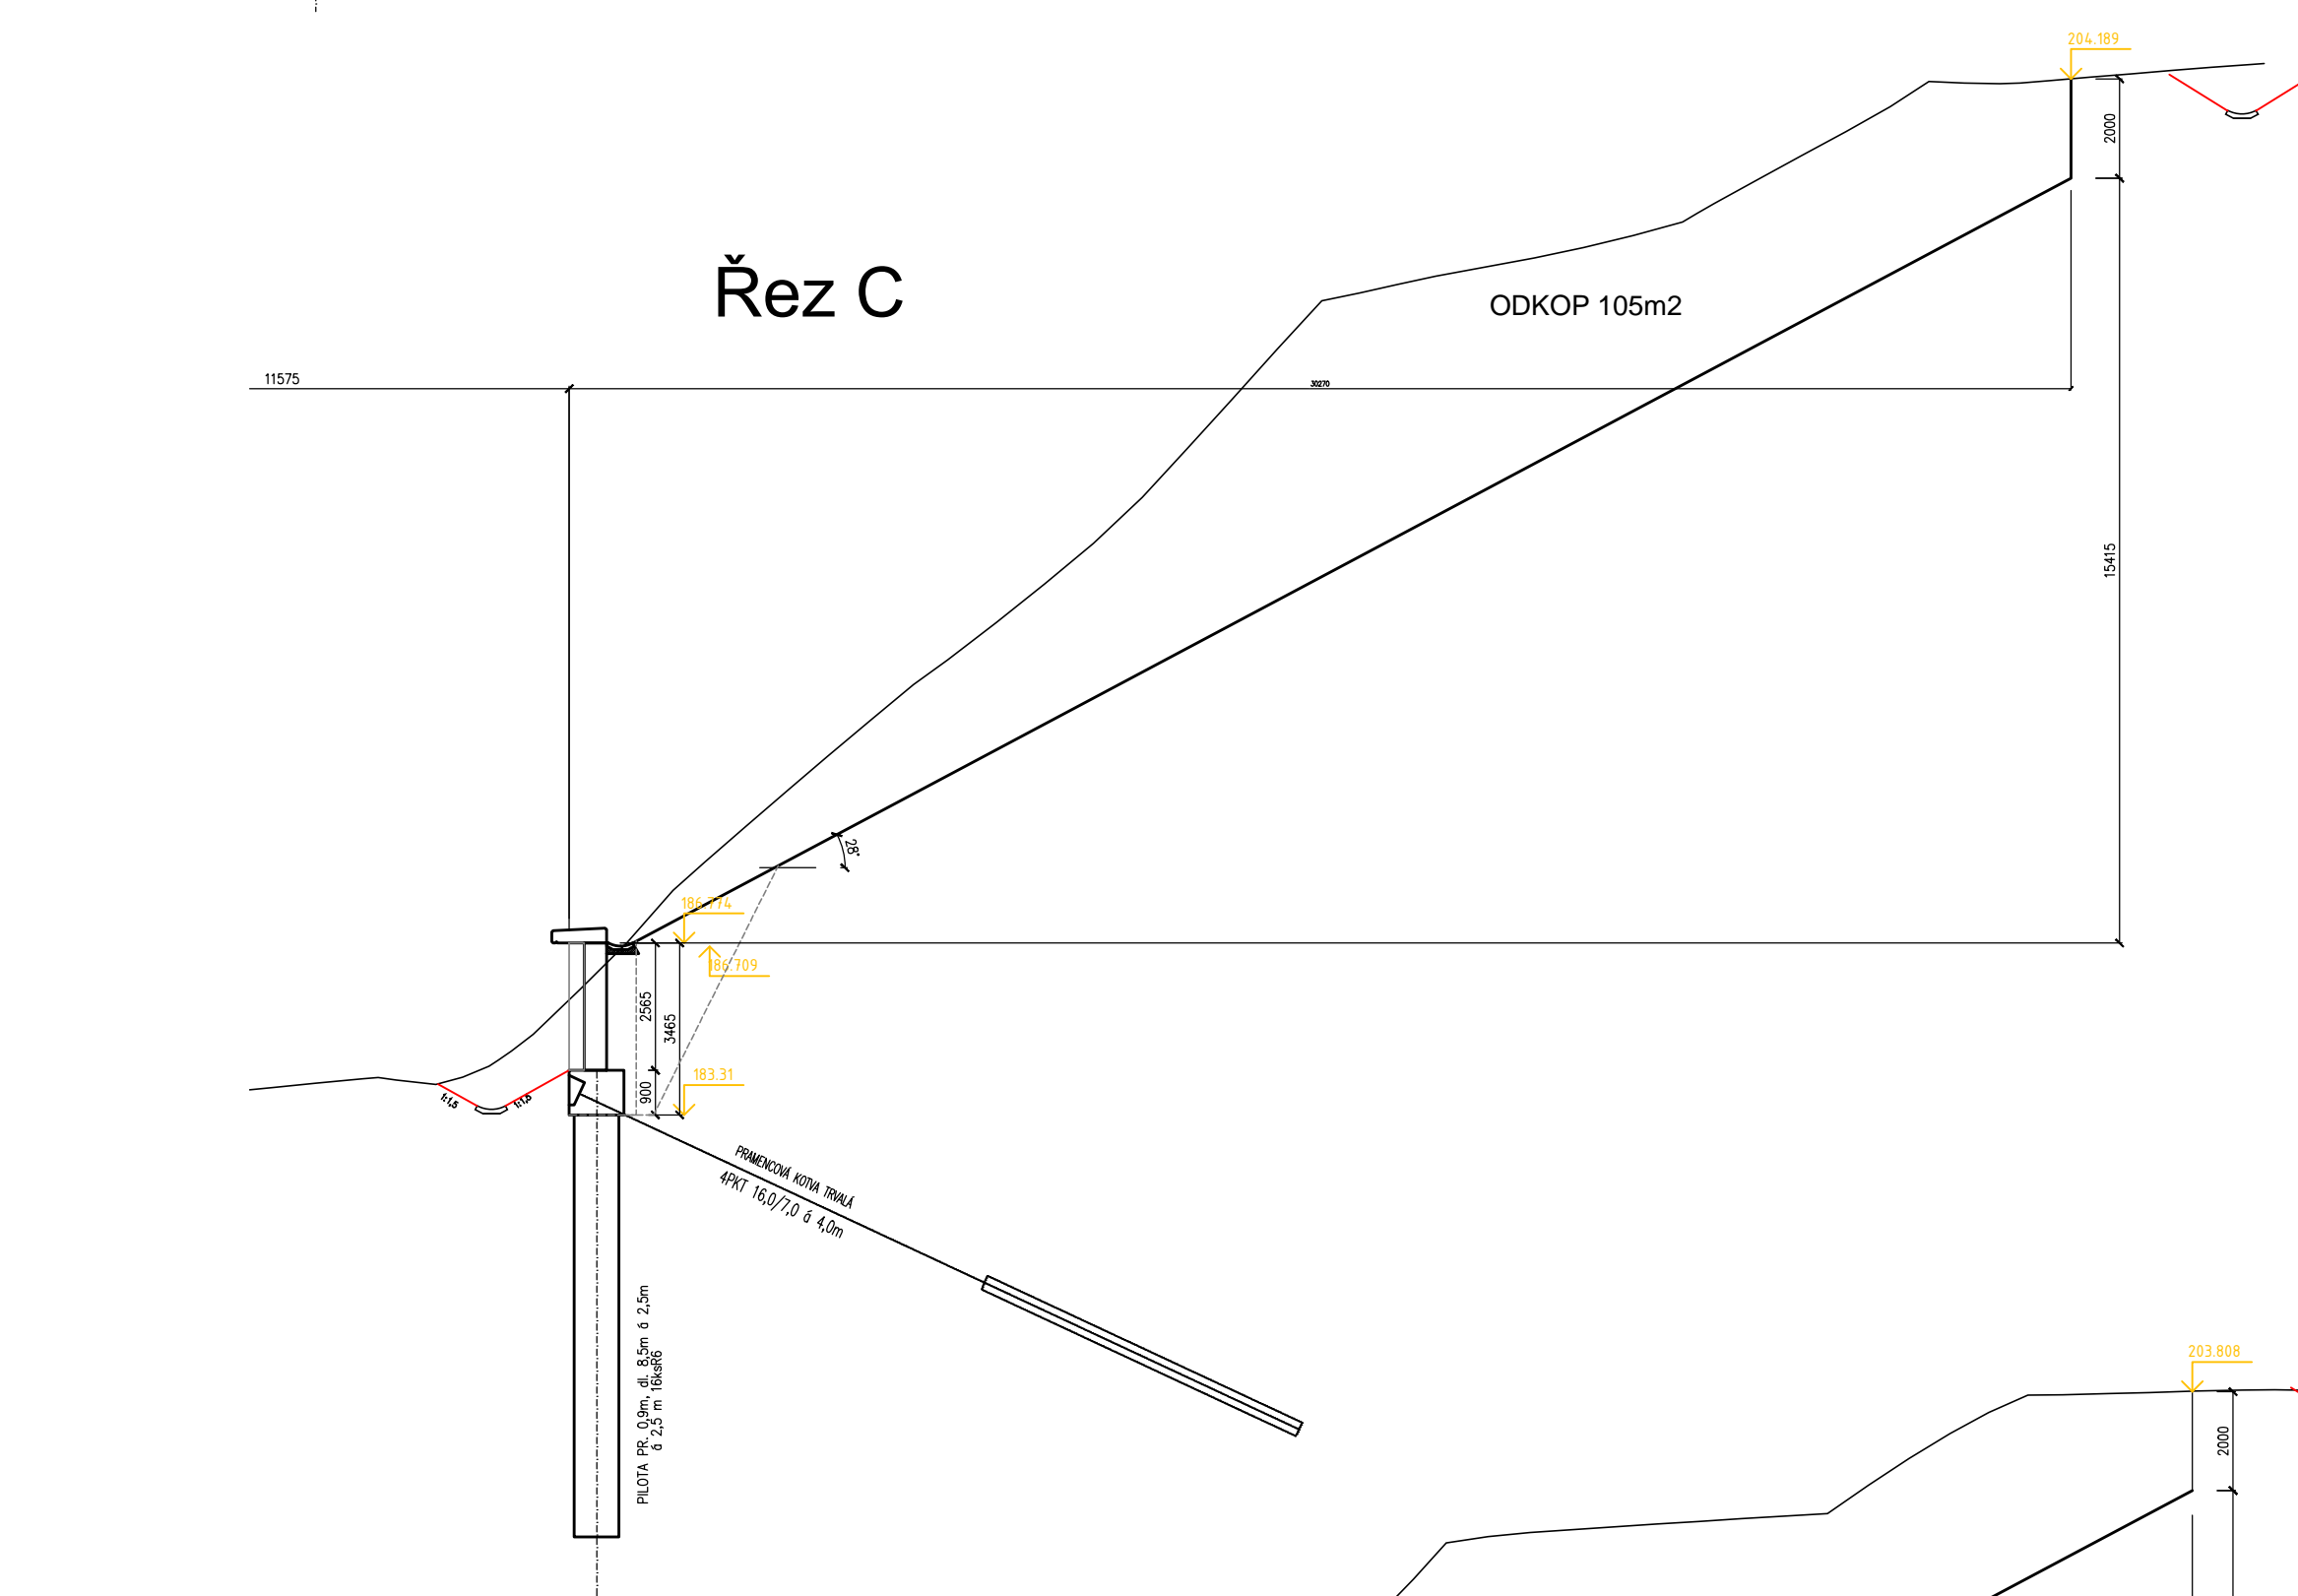 204.189
2000
Řez C
ODKOP 105m2
11575
30270
15415
28°
186.774
186.709
2565
3465
183.31
900
1:1,5
1:1,5
PRAMENCOVÁ KOTVA TRVALÁ
4PKT 16,0/7,0 á 4,0m
PILOTA PR. 0,9m, dl. 8,5m á 2,5m
á 2,5 m 16ksR6
203.808
2000